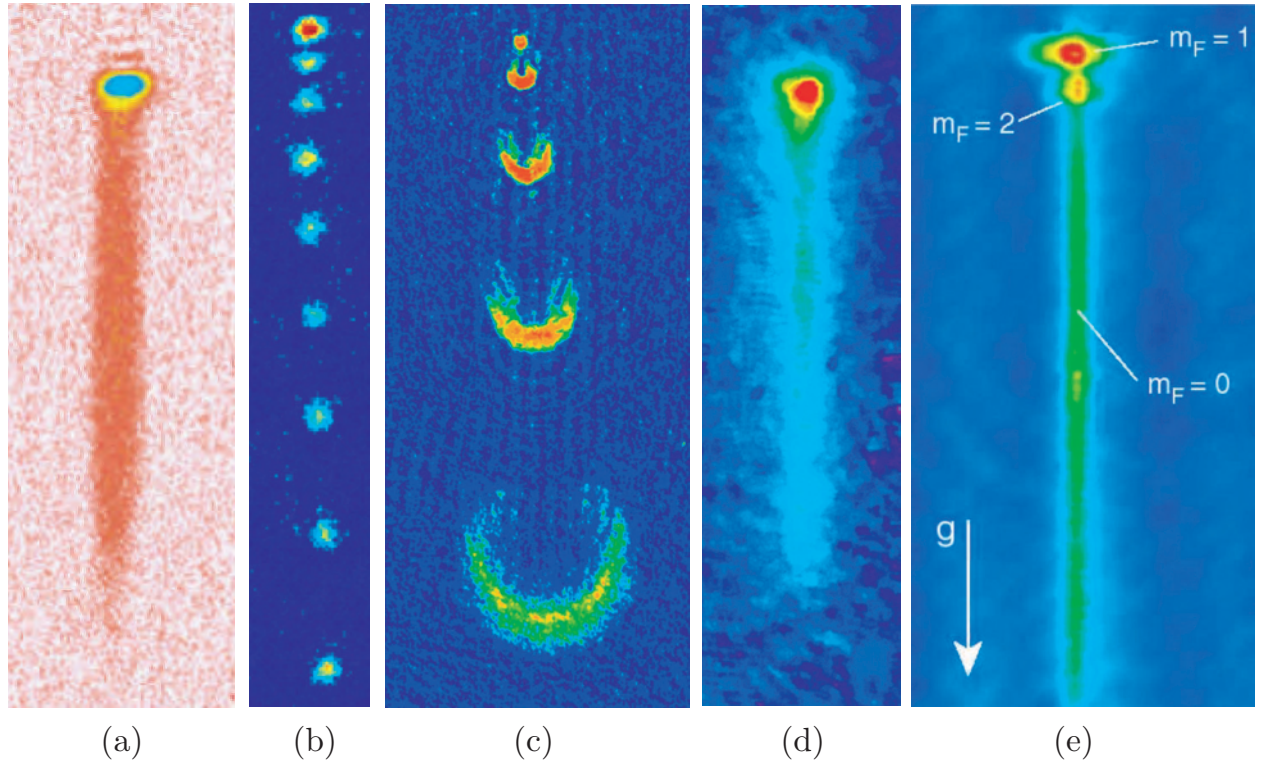 m_F = 1
m_F = 2
m_F = 0
g
(a) (b) (c) (d) (e)